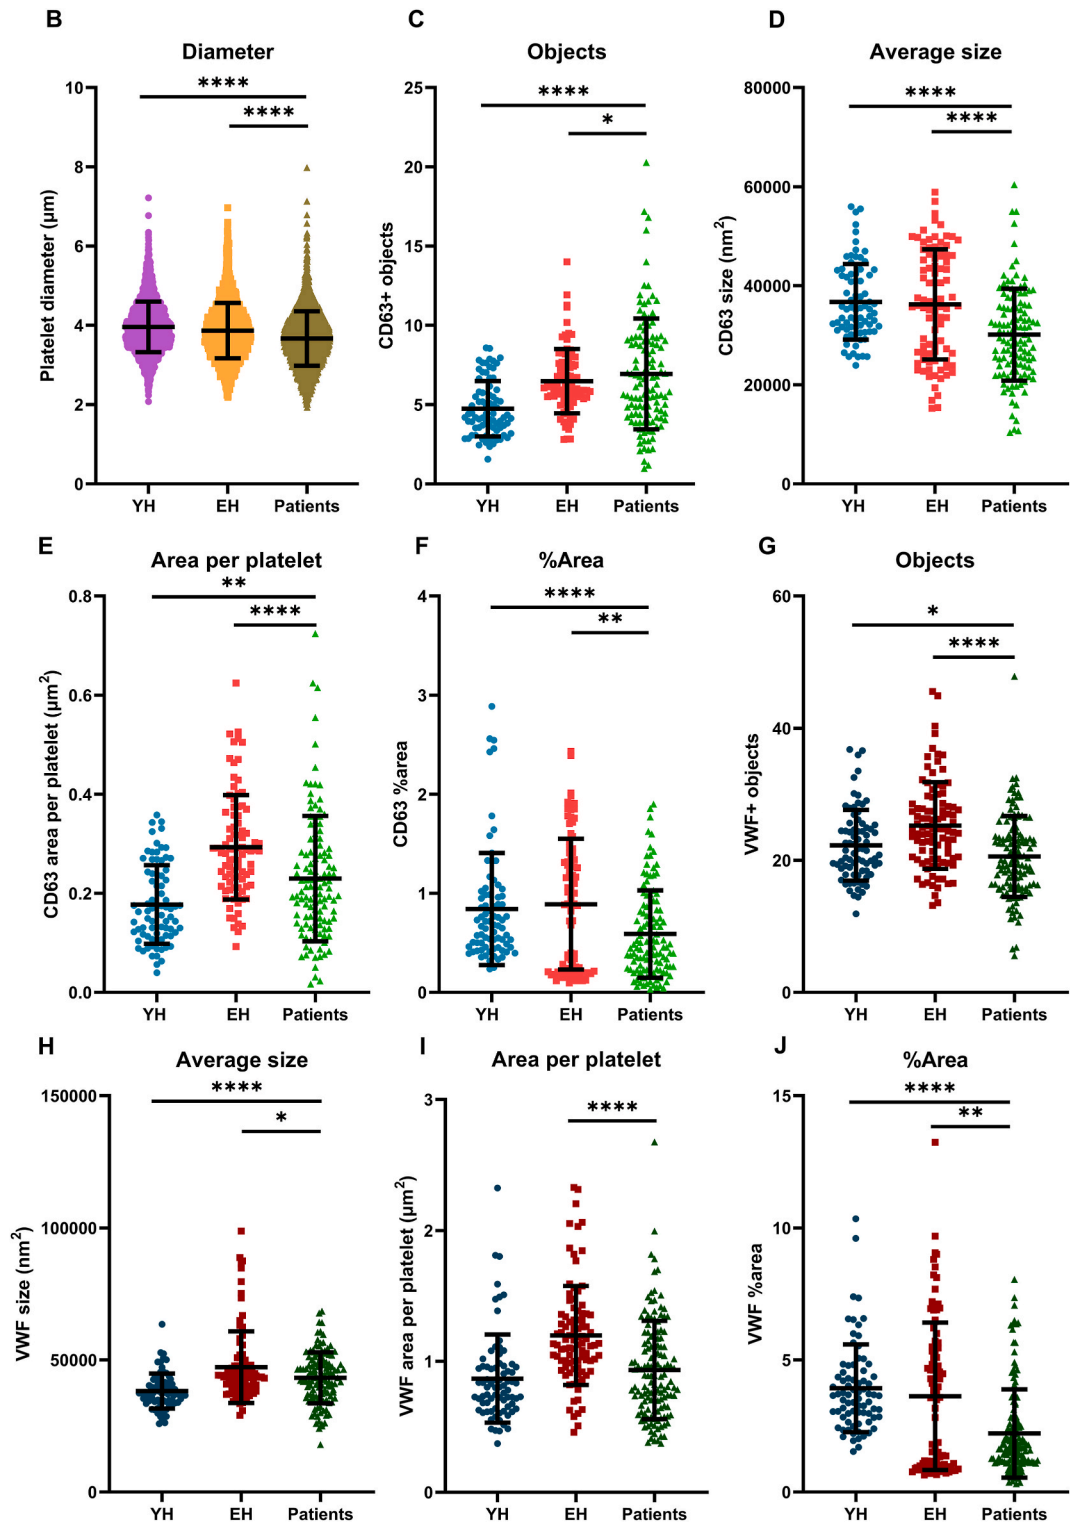 B
Diameter
Platelet diameter (µm)
10
8
6
4
2
0
****
****
YH EH Patients
C
Objects
CD63+ objects
25
20
15
10
5
0
****
*
YH EH Patients
D
Average size
CD63 size (nm²)
80000
60000
40000
20000
0
****
****
YH EH Patients
E
Area per platelet
CD63 area per platelet (µm²)
0.8
0.6
0.4
0.2
0.0
**
****
YH EH Patients
F
%Area
CD63 %area
4
3
2
1
0
****
**
YH EH Patients
G
Objects
VWF+ objects
60
40
20
0
*
****
YH EH Patients
H
Average size
VWF size (nm²)
150000
100000
50000
0
****
*
YH EH Patients
I
Area per platelet
VWF area per platelet (µm²)
3
2
1
0
****
YH EH Patients
J
%Area
VWF %area
15
10
5
0
****
**
YH EH Patients